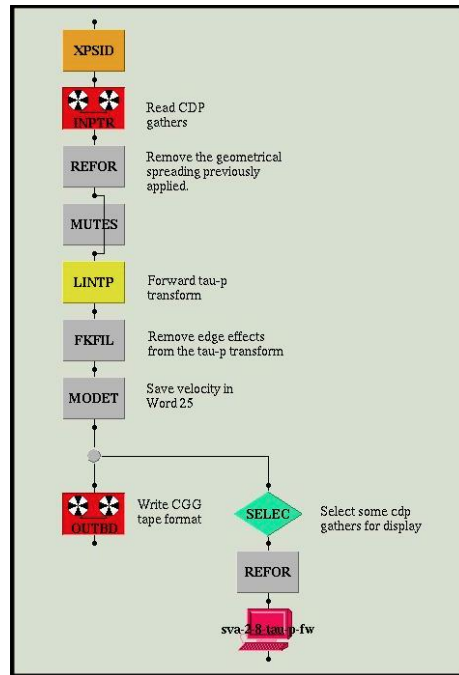 XPSID
INPTR
Read CDP
gathers
REFOR
Remove the geometrical
spreading previously
applied.
MUTES
LINTP
Forward tau-p
transform
FKFIL
Remove edge effects
from the tau-p transform
MODET
Save velocity in
Word 25
OUTBD
Write CGG
tape format
SELEC
Select some cdp
gathers for display
REFOR
sva-2-8-tau-p-fw